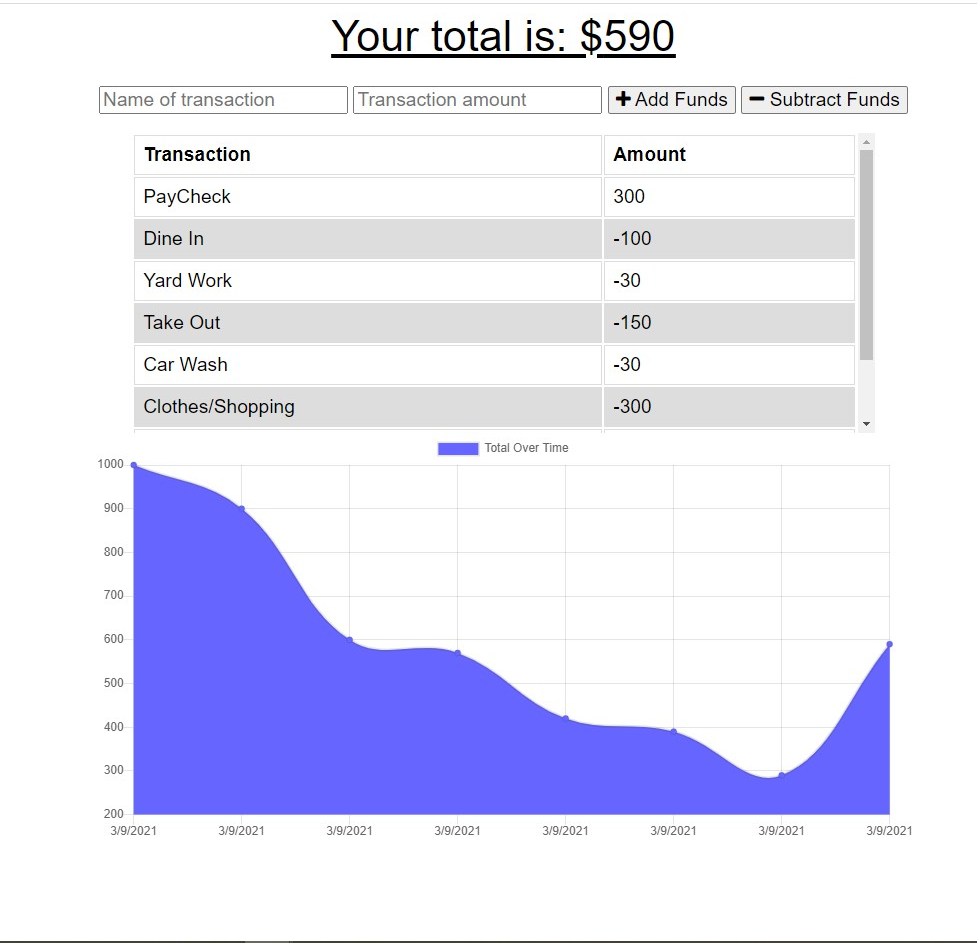 Your total is: $590
Name of transaction Transaction amount + Add Funds − Subtract Funds
Transaction Amount
PayCheck 300
Dine In -100
Yard Work -30
Take Out -150
Car Wash -30
Clothes/Shopping -300
Total Over Time
1000
900
800
700
600
500
400
300
200
3/9/2021 3/9/2021 3/9/2021 3/9/2021 3/9/2021 3/9/2021 3/9/2021 3/9/2021